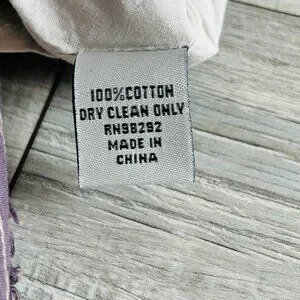 100%COTTON
DRY CLEAN ONLY
RN98292
MADE IN
CHINA